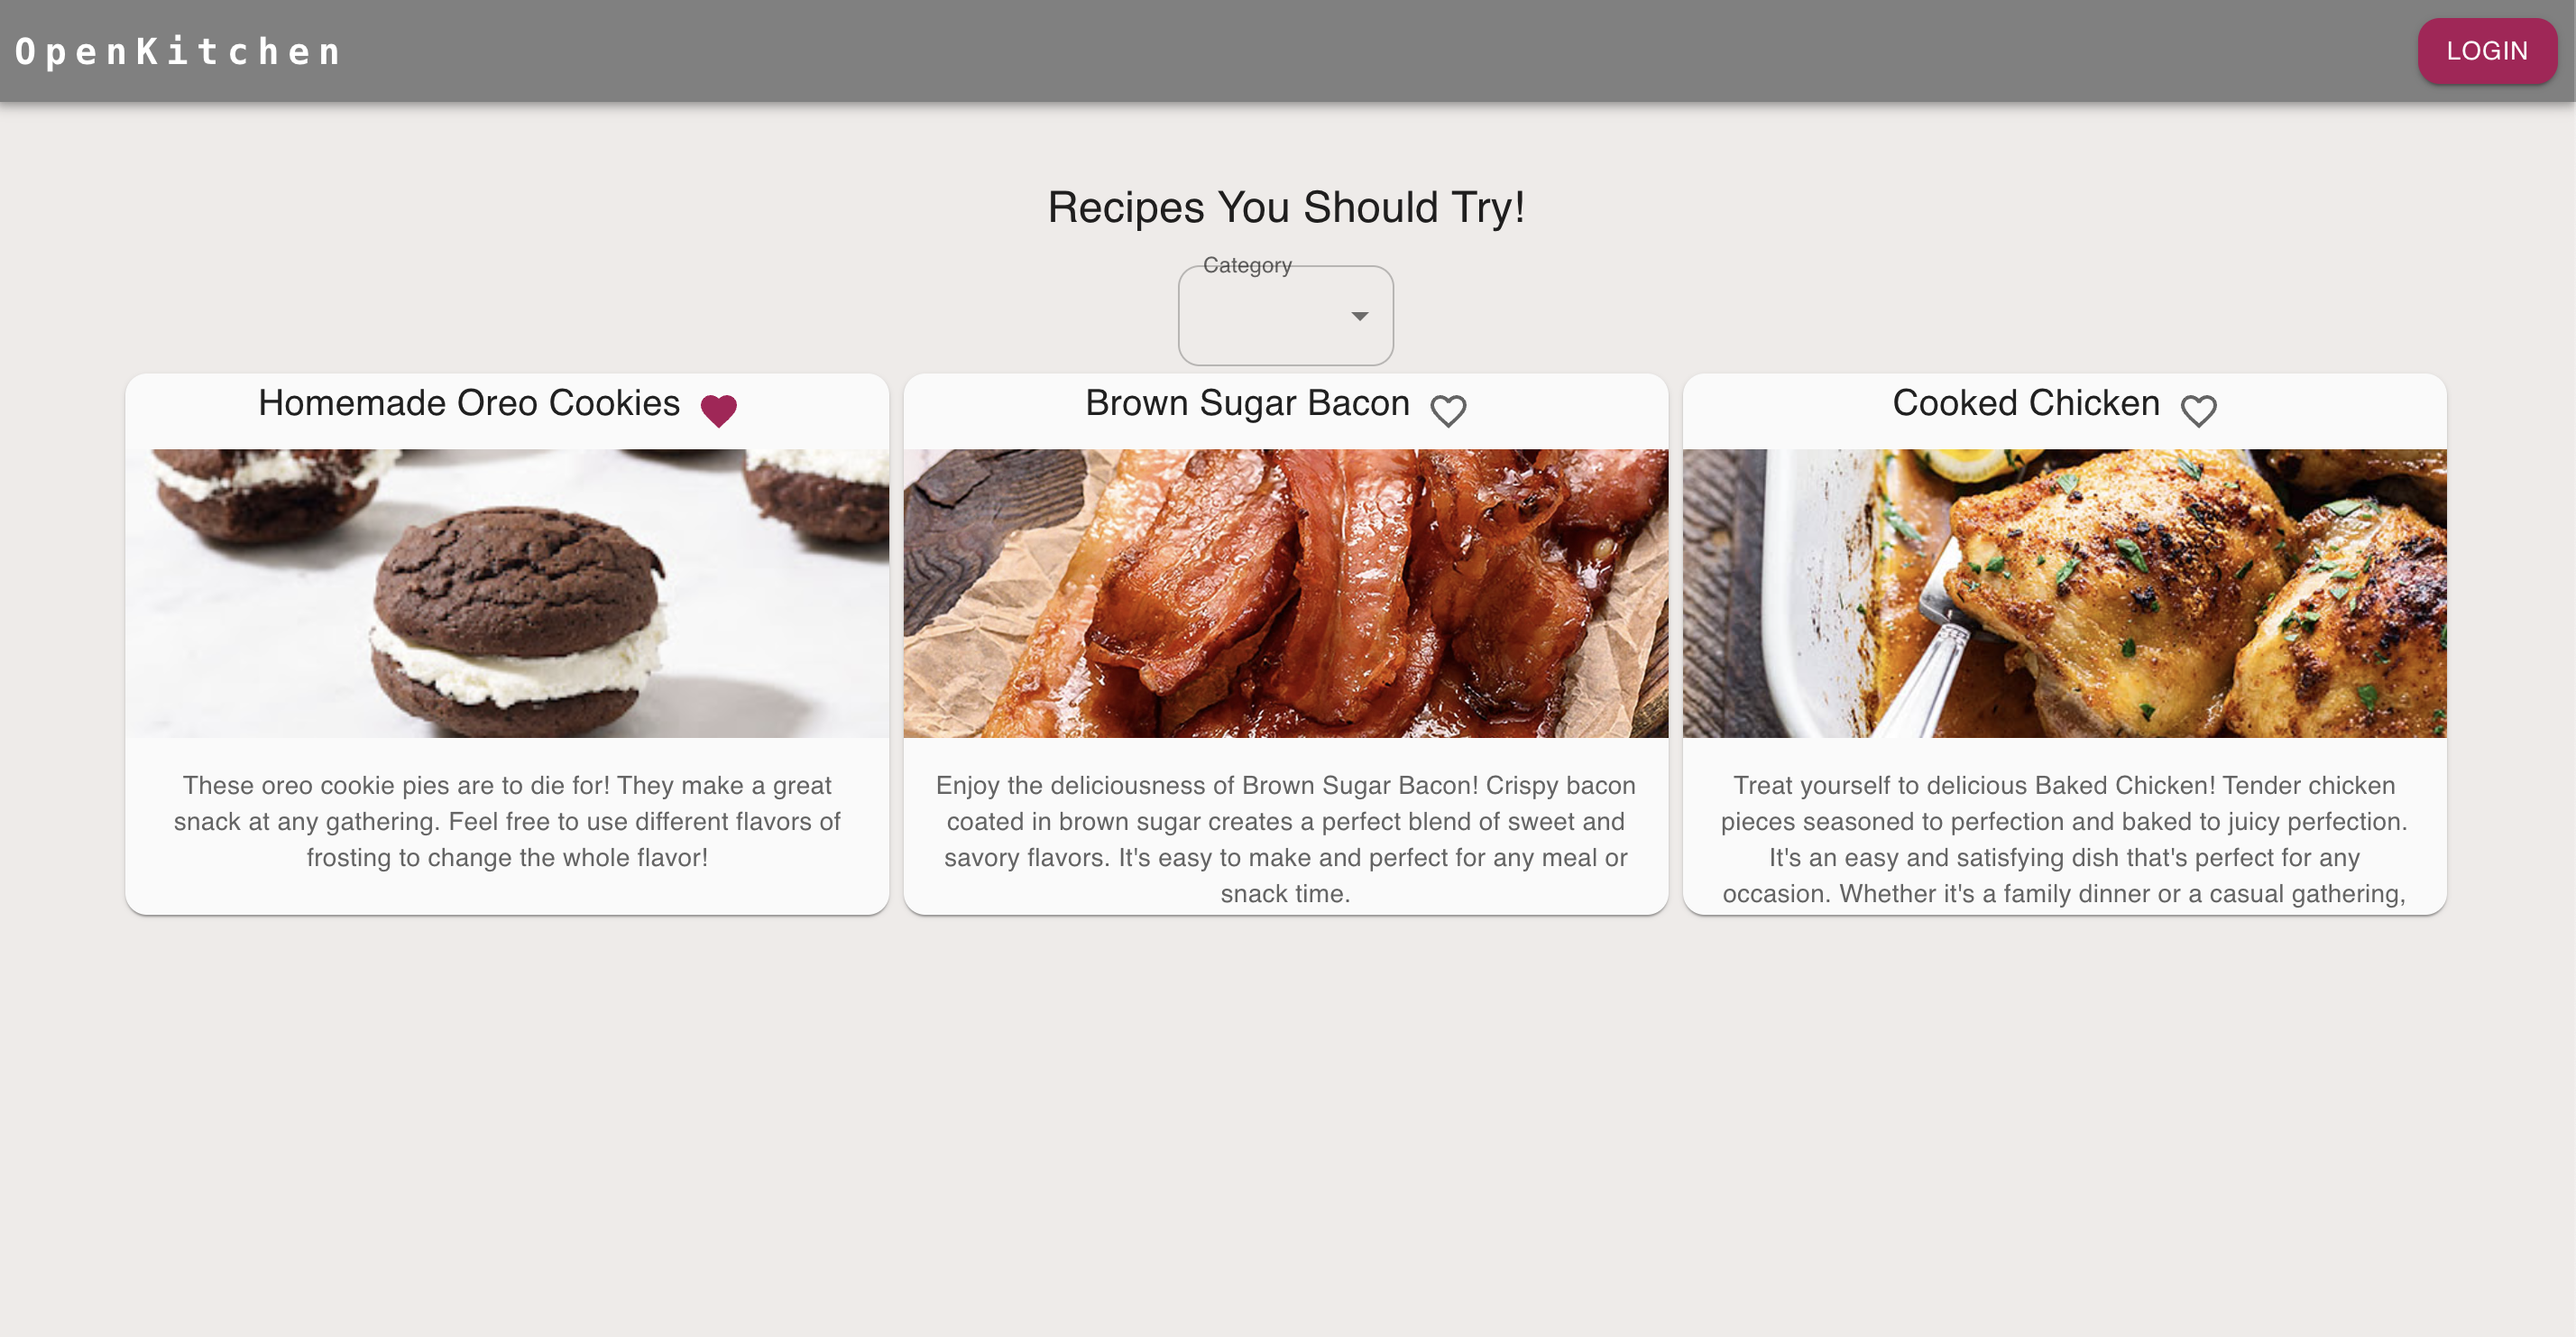 OpenKitchen
LOGIN
Recipes You Should Try!
Category
Homemade Oreo Cookies
These oreo cookie pies are to die for! They make a great
snack at any gathering. Feel free to use different flavors of
frosting to change the whole flavor!
Brown Sugar Bacon
Enjoy the deliciousness of Brown Sugar Bacon! Crispy bacon
coated in brown sugar creates a perfect blend of sweet and
savory flavors. It's easy to make and perfect for any meal or
snack time.
Cooked Chicken
Treat yourself to delicious Baked Chicken! Tender chicken
pieces seasoned to perfection and baked to juicy perfection.
It's an easy and satisfying dish that's perfect for any
occasion. Whether it's a family dinner or a casual gathering,